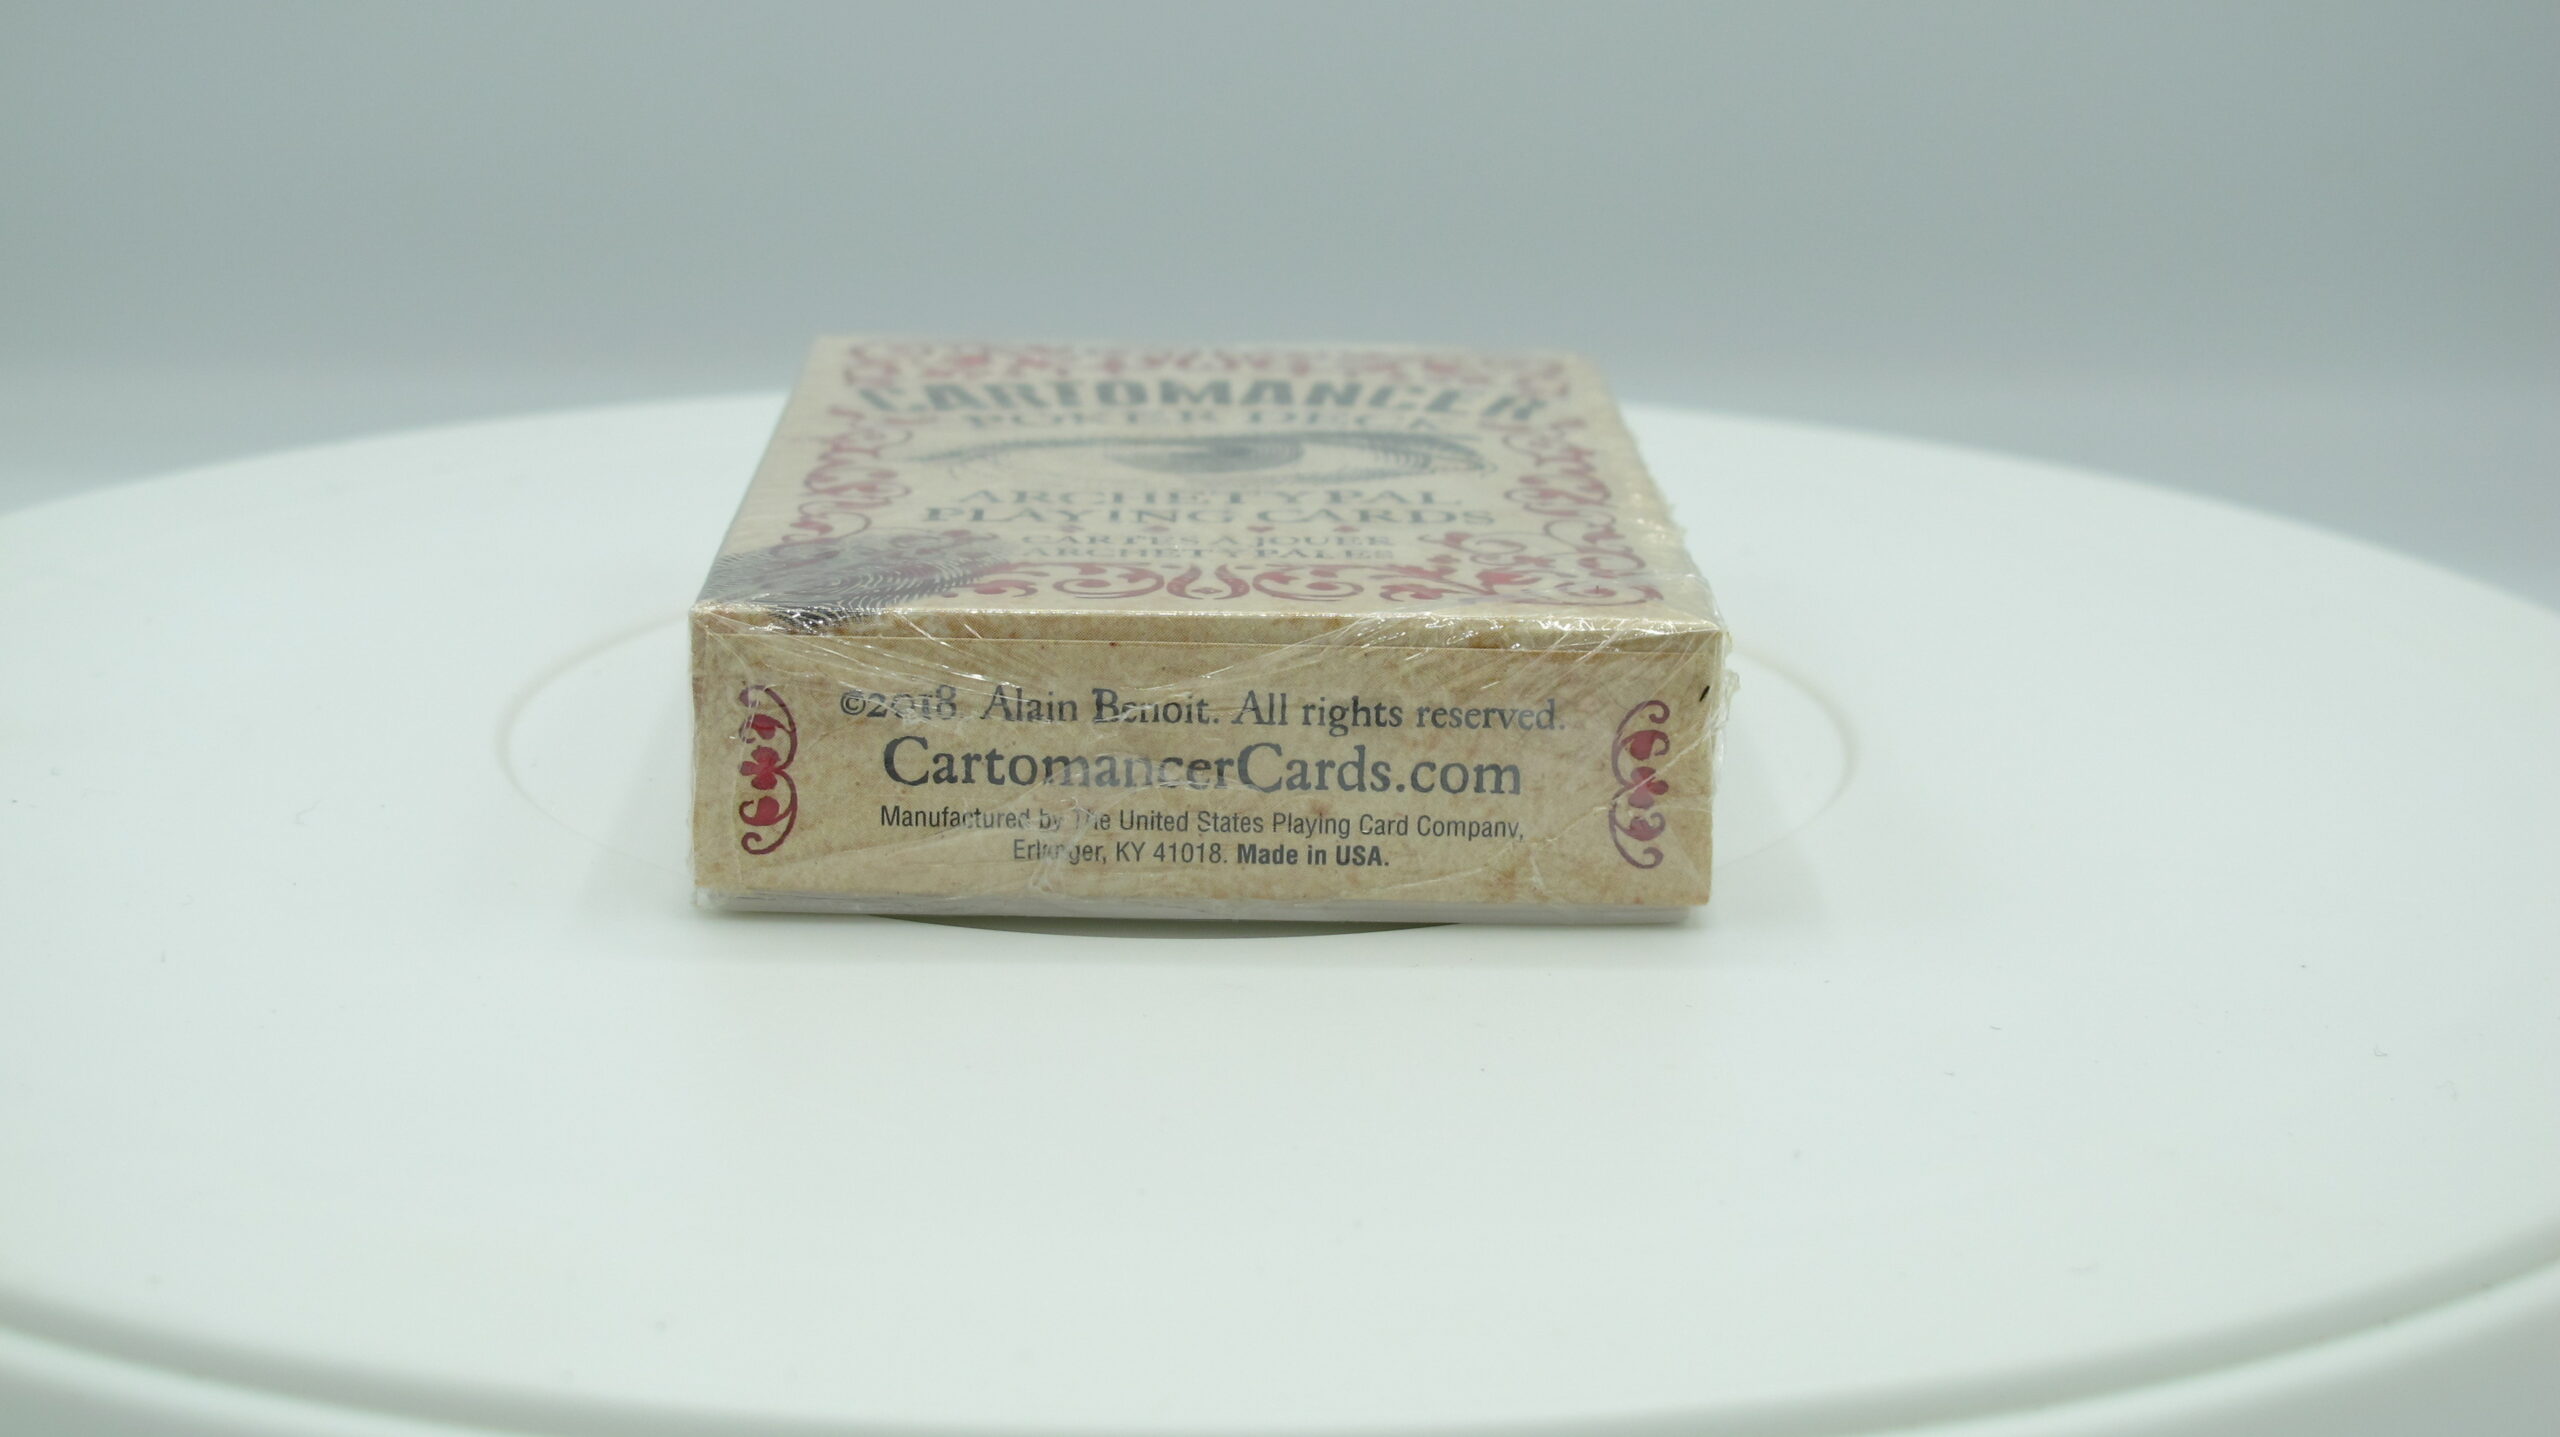 CARTOMANCER
POKER DECK
ARCHETYPAL
PLAYING CARDS
CARTES A JOUER
ARCHETYPALES
©2018. Alain Benoit. All rights reserved.
CartomancerCards.com
Manufactured by The United States Playing Card Company,
Erlanger, KY 41018. Made in USA.